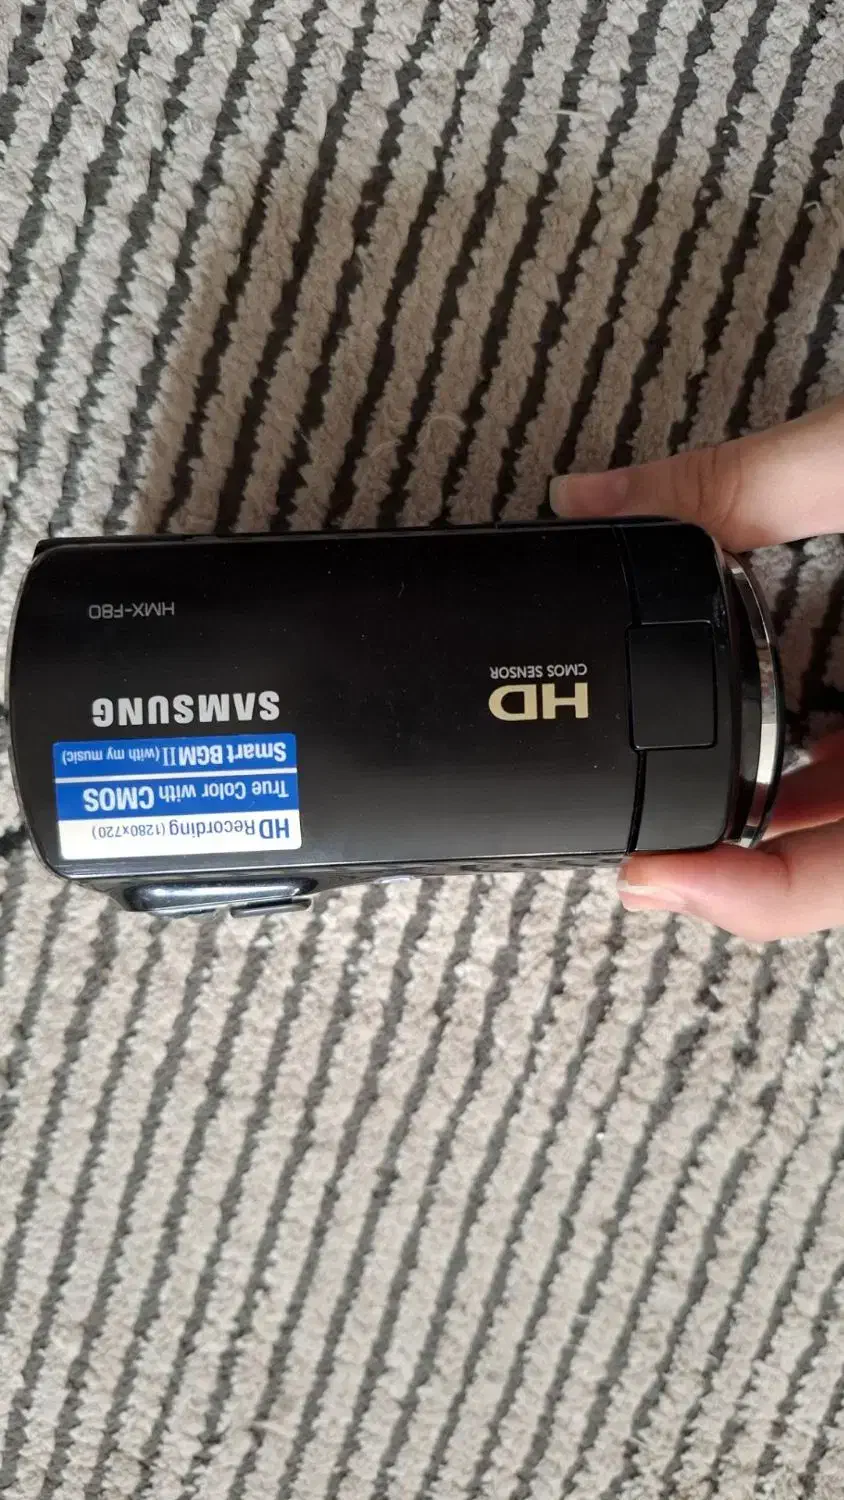 HD Recording (1280x720)
True Color with CMOS
Smart BGM II (with my music)
SAMSUNG
HD
CMOS SENSOR
HMX-F80